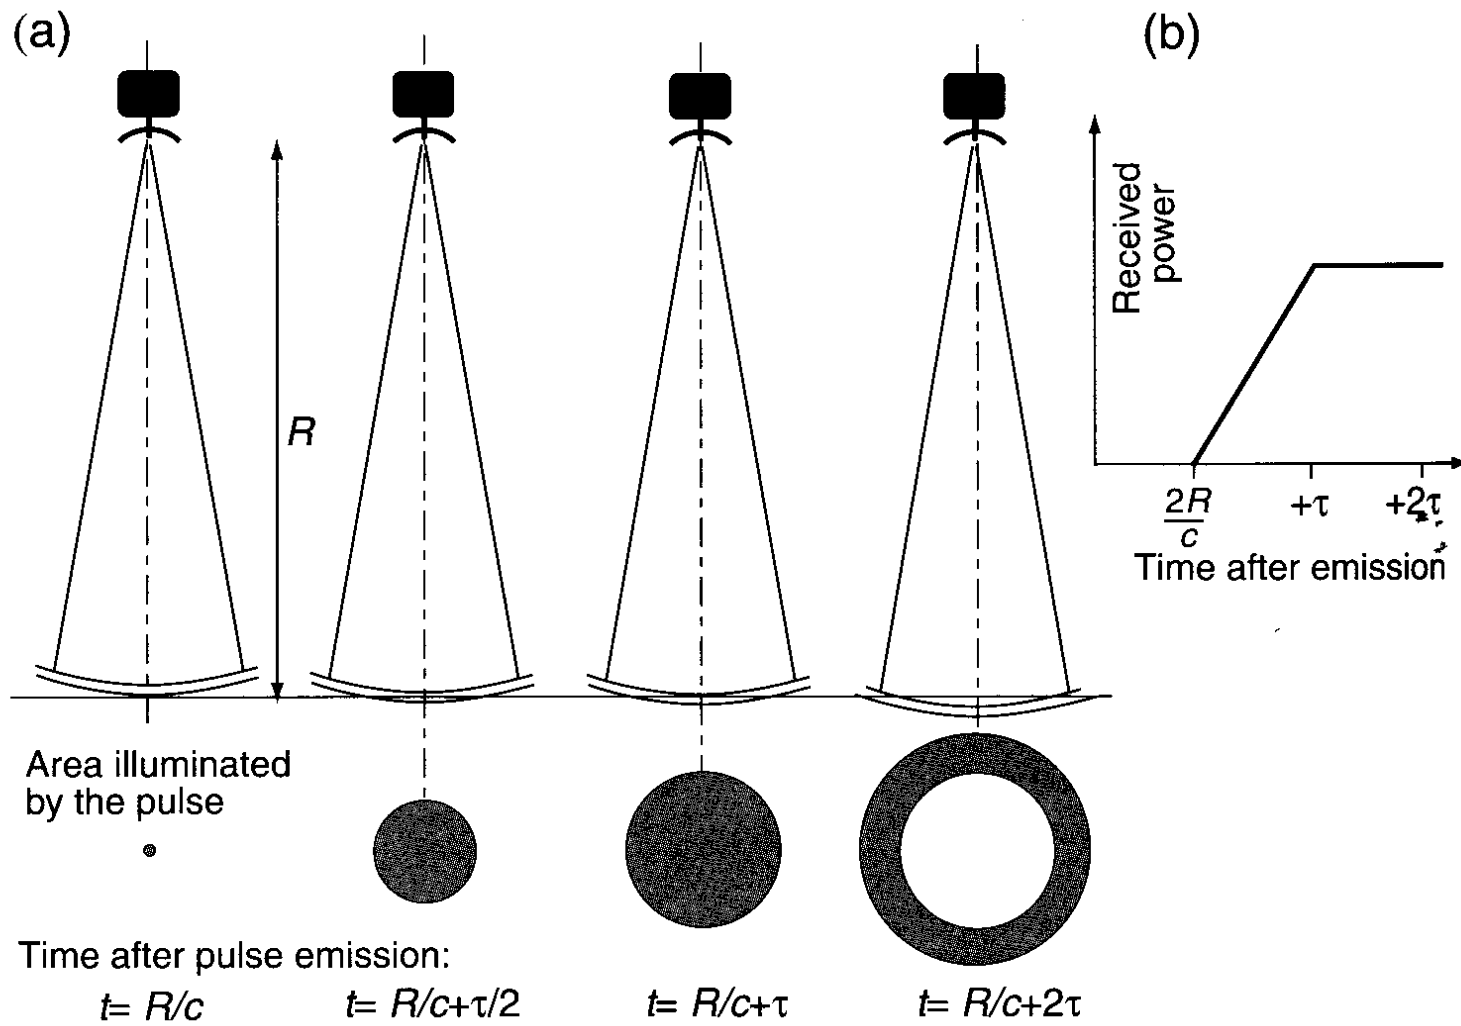 (a)
R
Area illuminated
by the pulse
Time after pulse emission:
t= R/c
t= R/c+τ/2
t= R/c+τ
t= R/c+2τ
(b)
Received
power
2R
c
+τ
+2τ
Time after emission